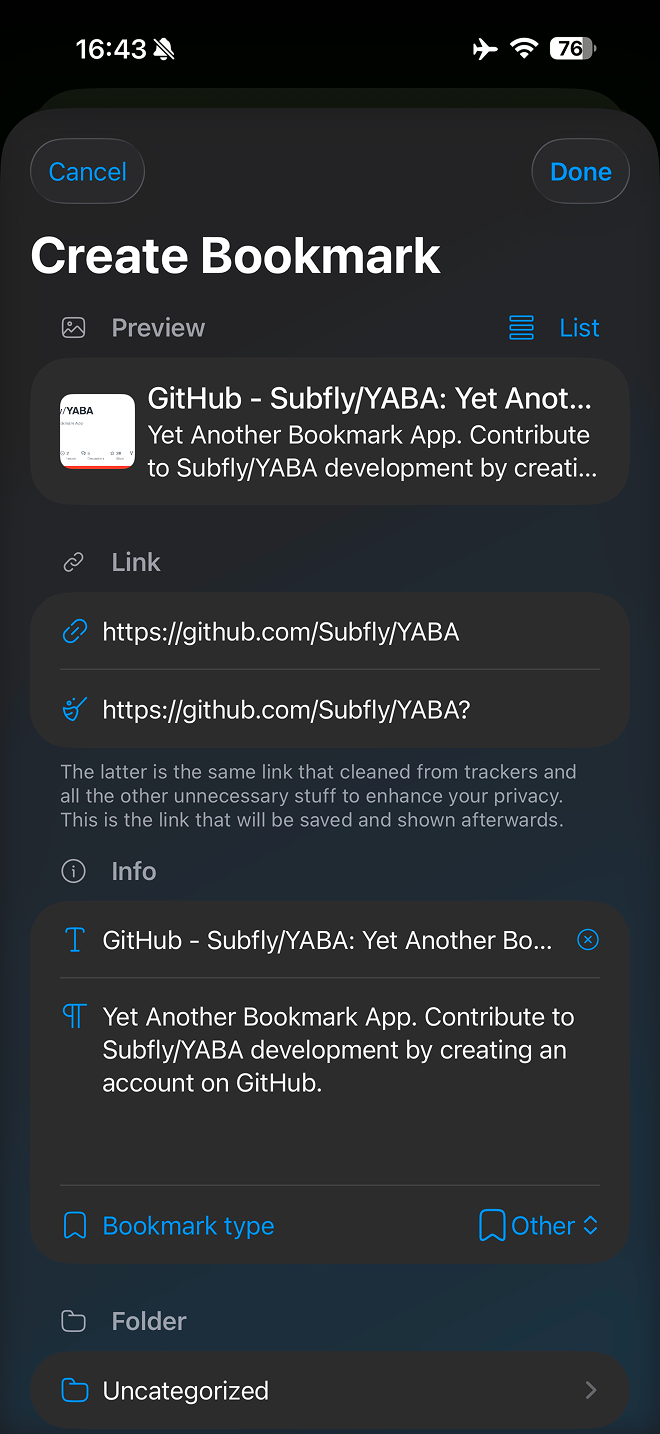 16:43
76
Cancel
Done
Create Bookmark
Preview
List
/YABA
GitHub - Subfly/YABA: Yet Anot...
Yet Another Bookmark App. Contribute
to Subfly/YABA development by creati...
Link
https://github.com/Subfly/YABA
https://github.com/Subfly/YABA?
The latter is the same link that cleaned from trackers and
all the other unnecessary stuff to enhance your privacy.
This is the link that will be saved and shown afterwards.
Info
GitHub - Subfly/YABA: Yet Another Bo...
Yet Another Bookmark App. Contribute to
Subfly/YABA development by creating an
account on GitHub.
Bookmark type
Other
Folder
Uncategorized